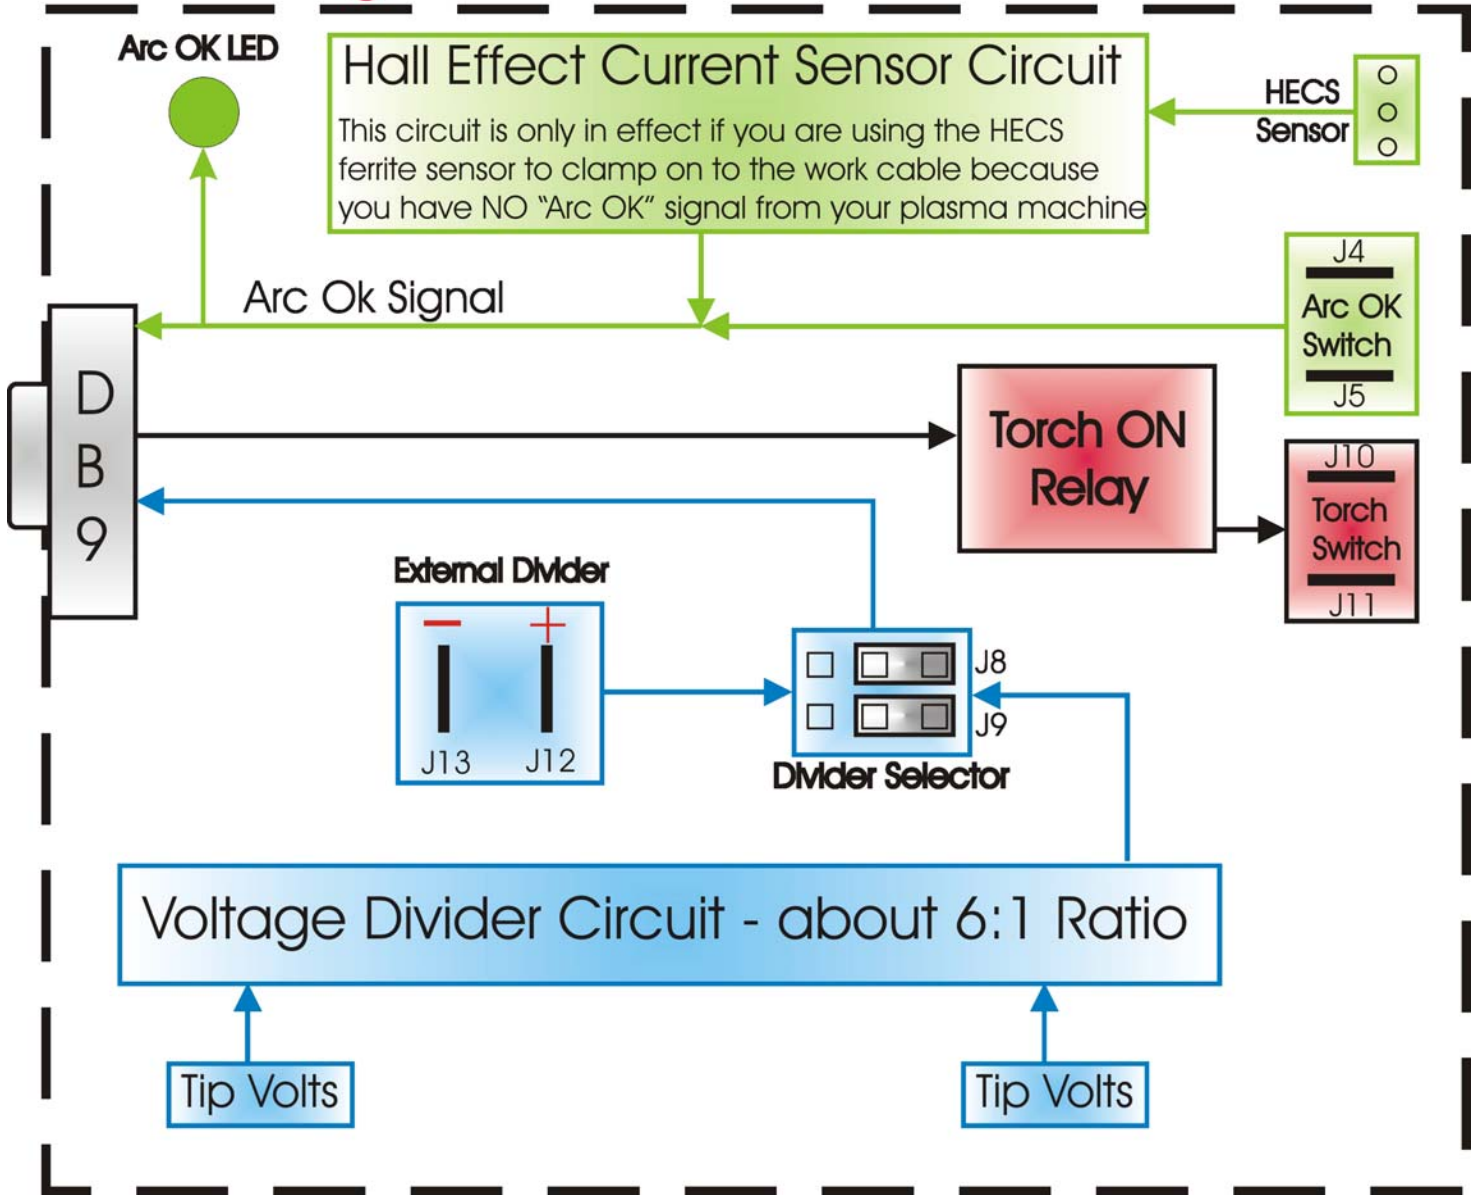 Arc OK LED
Hall Effect Current Sensor Circuit
This circuit is only in effect if you are using the HECS
ferrite sensor to clamp on to the work cable because
you have NO “Arc OK” signal from your plasma machine
HECS
Sensor
J4
Arc OK
Switch
J5
Arc Ok Signal
D
B
9
Torch ON
Relay
J10
Torch
Switch
J11
External Divider
− +
J13 J12
J8
J9
Divider Selector
Voltage Divider Circuit - about 6:1 Ratio
Tip Volts
Tip Volts